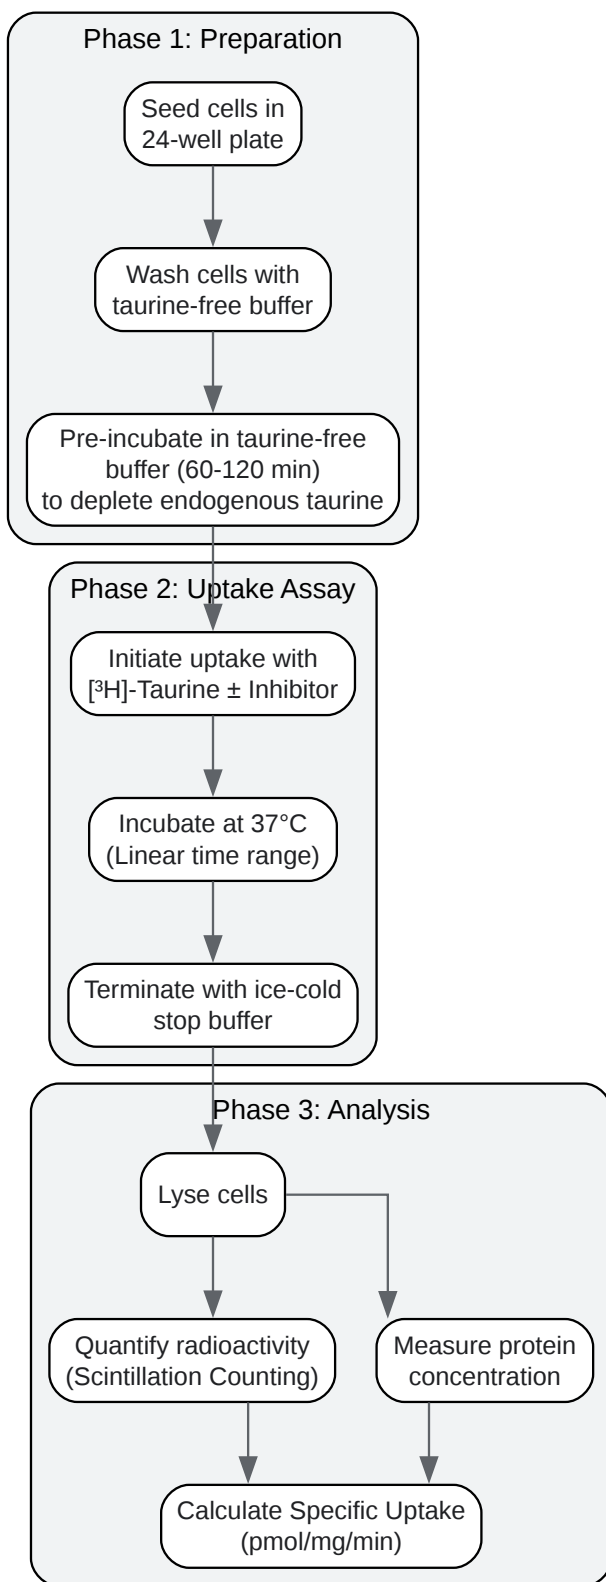 Phase 1: Preparation
Seed cells in
24-well plate
Wash cells with
taurine-free buffer
Pre-incubate in taurine-free
buffer (60-120 min)
to deplete endogenous taurine
Phase 2: Uptake Assay
Initiate uptake with
[³H]-Taurine ± Inhibitor
Incubate at 37°C
(Linear time range)
Terminate with ice-cold
stop buffer
Phase 3: Analysis
Lyse cells
Quantify radioactivity
(Scintillation Counting)
Measure protein
concentration
Calculate Specific Uptake
(pmol/mg/min)